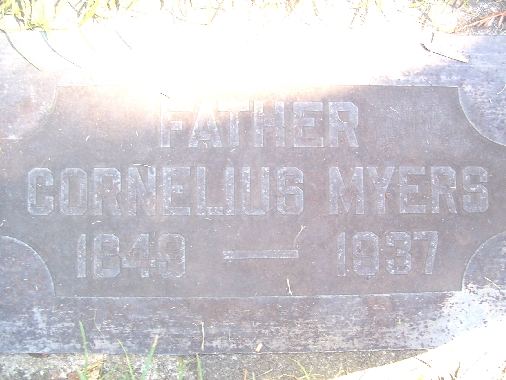 FATHER
CORNELIUS MYERS
1849 — 1937